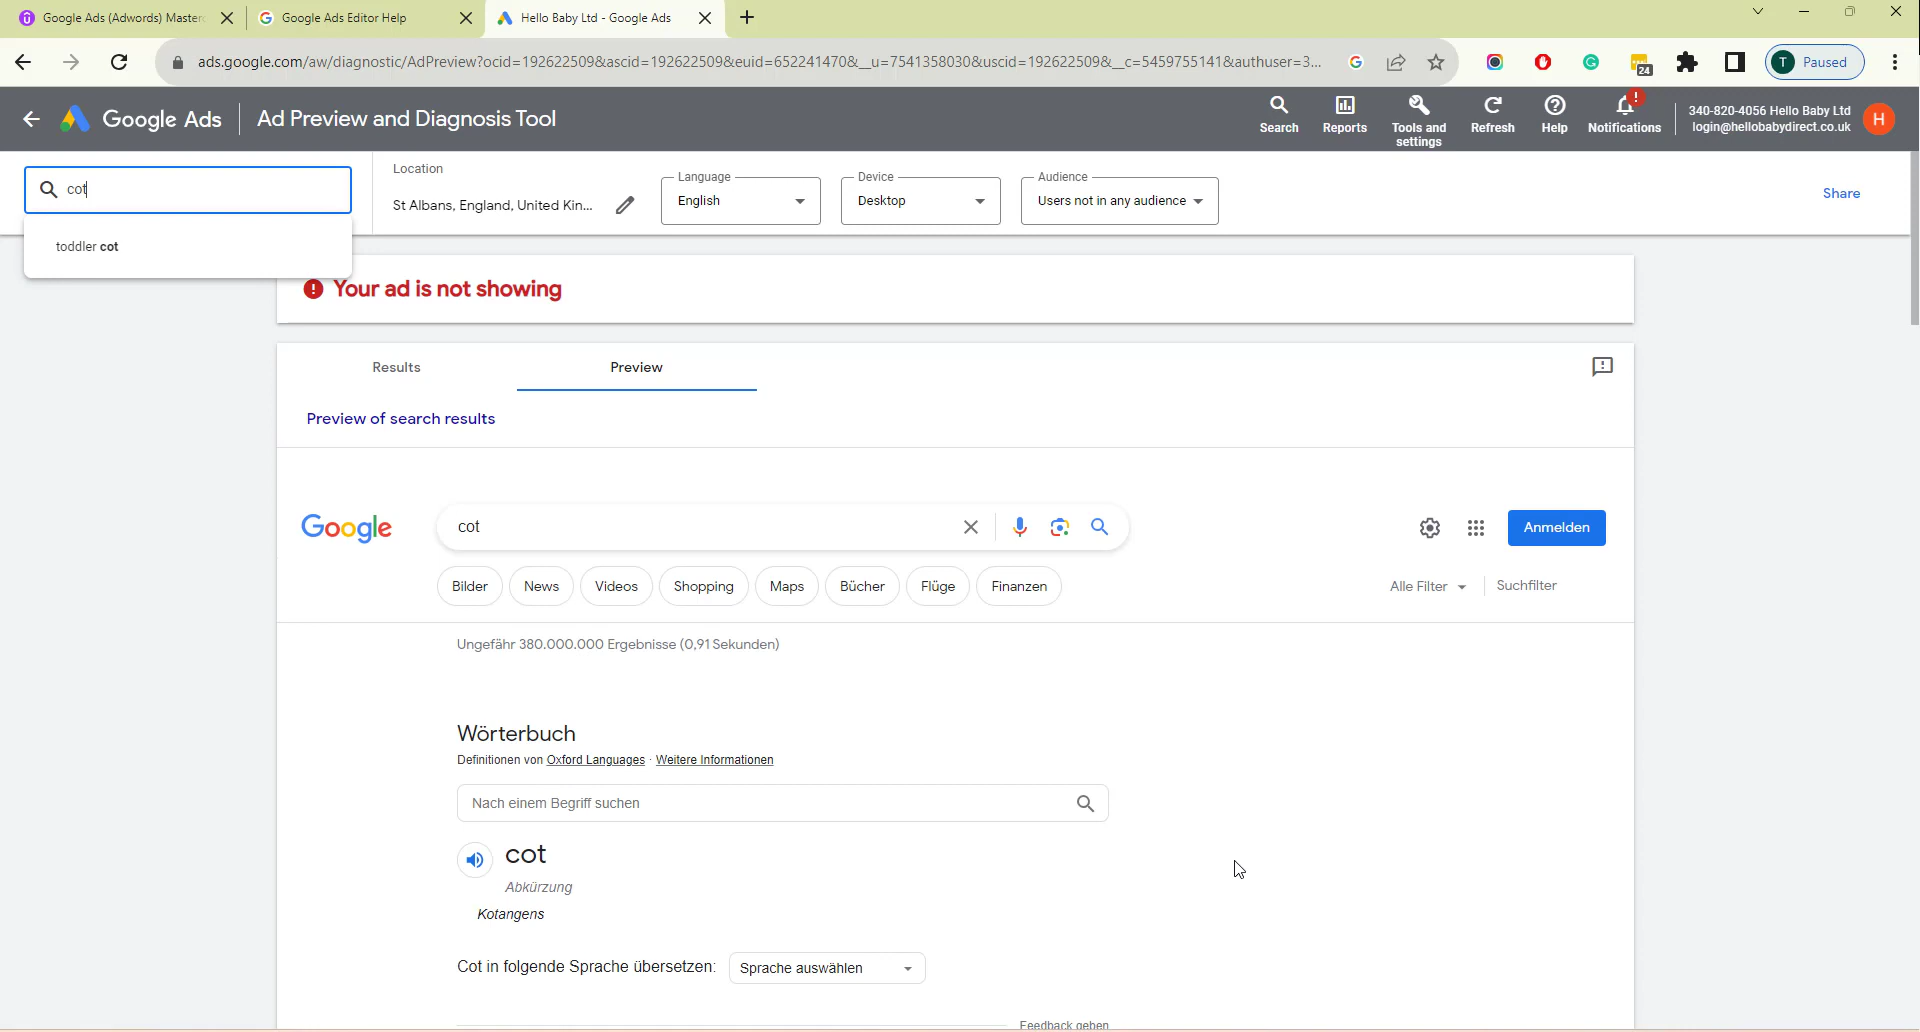 Google Ads (Adwords) Master
Google Ads Editor Help
Hello Baby Ltd - Google Ads
ads.google.com/aw/diagnostic/AdPreview?ocid=192622509&ascid=192622509&euid=652241470&__u=7541358030&uscid=192622509&__c=5459755141&authuser=3...
24
T Paused
Google Ads
Ad Preview and Diagnosis Tool
Search
Reports
Tools and settings
Refresh
Help
Notifications
340-820-4056 Hello Baby Ltd
login@hellobabydirect.co.uk
H
cot
toddler cot
Location
St Albans, England, United Kin...
Language
English
Device
Desktop
Audience
Users not in any audience
Share
Your ad is not showing
Results
Preview
Preview of search results
Google
cot
Anmelden
Bilder
News
Videos
Shopping
Maps
Bücher
Flüge
Finanzen
Alle Filter
Suchfilter
Ungefähr 380.000.000 Ergebnisse (0,91 Sekunden)
Wörterbuch
Definitionen von Oxford Languages · Weitere Informationen
Nach einem Begriff suchen
cot
Abkürzung
Kotangens
Cot in folgende Sprache übersetzen:
Sprache auswählen
Feedback geben